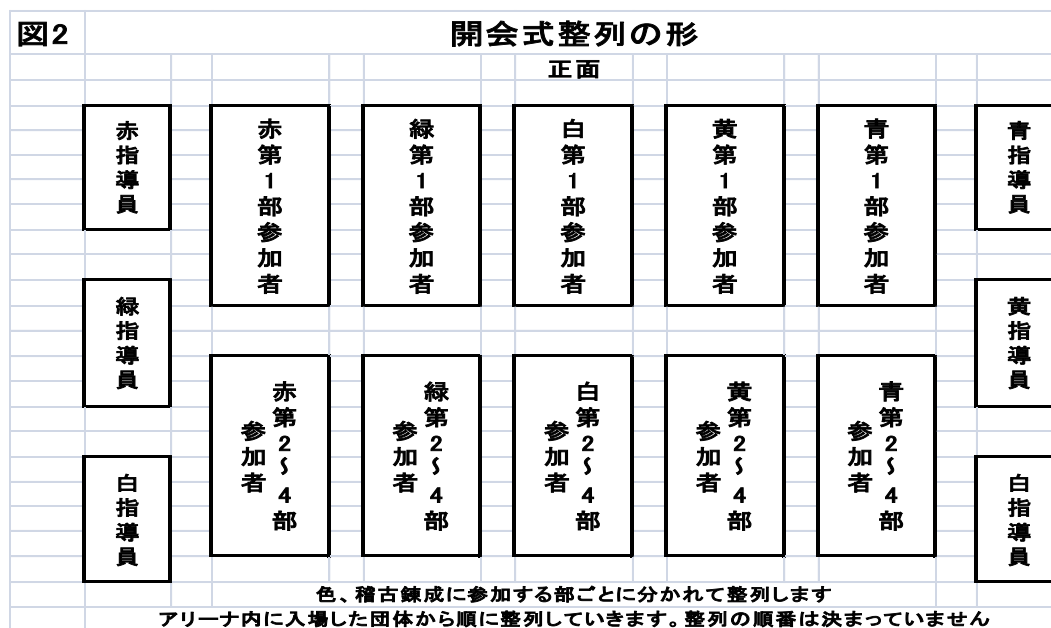 図2
開会式整列の形
正面
赤指導員
赤第1部参加者
緑第1部参加者
白第1部参加者
黄第1部参加者
青第1部参加者
青指導員
緑指導員
黄指導員
赤第2～4部
参加者
緑第2～4部
参加者
白第2～4部
参加者
黄第2～4部
参加者
青第2～4部
参加者
白指導員
白指導員
色、稽古錬成に参加する部ごとに分かれて整列します
アリーナ内に入場した団体から順に整列していきます。整列の順番は決まっていません